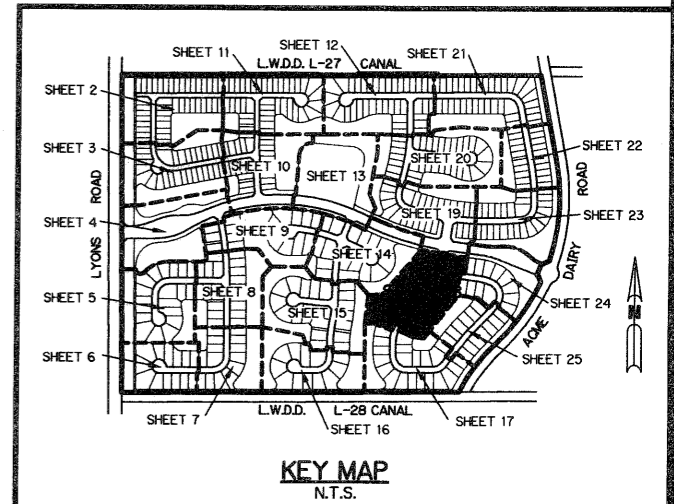 SHEET 11
SHEET 12
SHEET 21
L.W.D.D. L-27 CANAL
SHEET 2
SHEET 3
SHEET 10
SHEET 13
SHEET 20
SHEET 22
SHEET 4
SHEET 9
SHEET 14
SHEET 19
SHEET 23
LYONS ROAD
ACME DAIRY ROAD
SHEET 5
SHEET 8
SHEET 15
SHEET 24
SHEET 6
SHEET 25
SHEET 7
L.W.D.D. L-28 CANAL
SHEET 16
SHEET 17
N
KEY MAP
N.T.S.